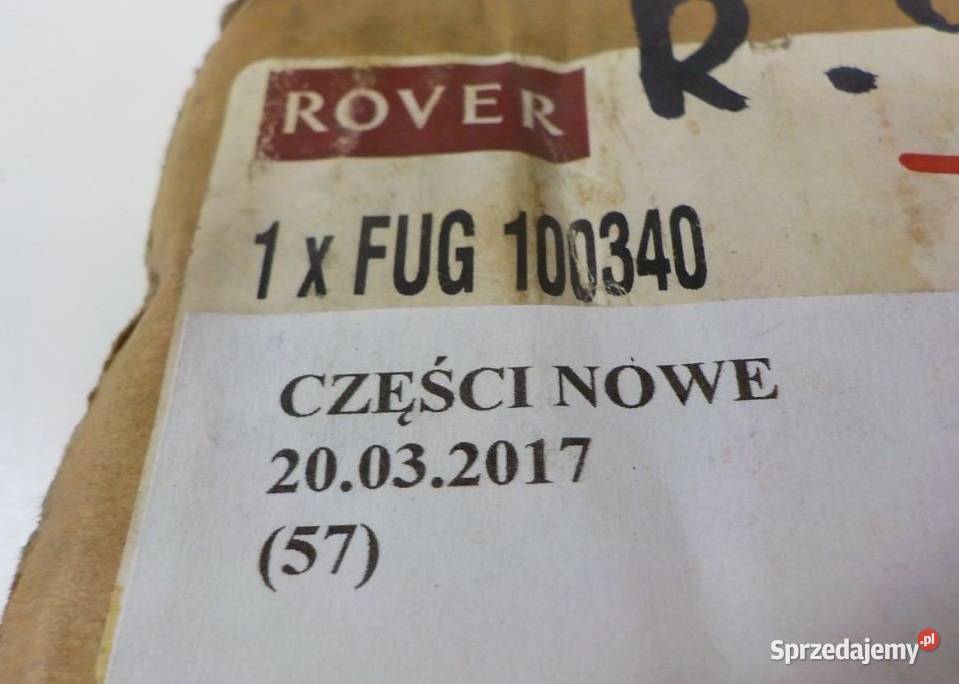 R.
ROVER
1 x FUG 100340
CZĘŚCI NOWE
20.03.2017
(57)
Sprzedajemy.pl